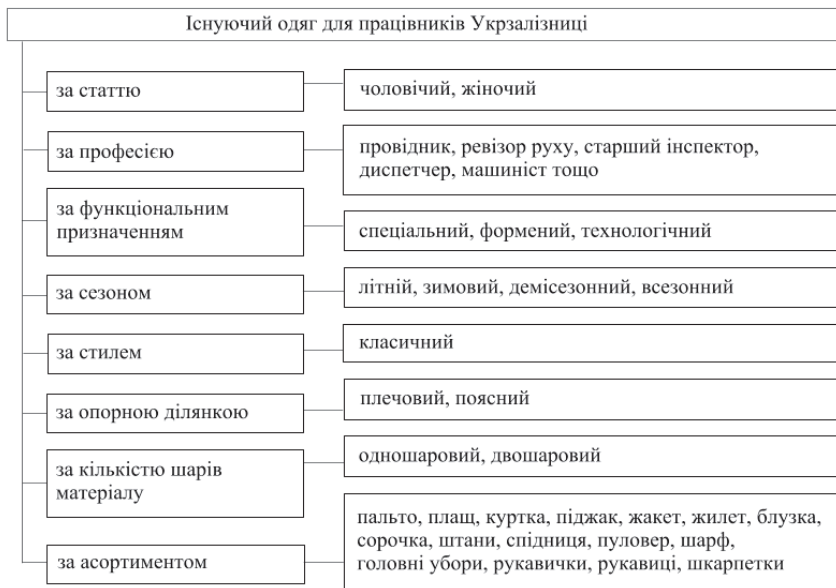 Існуючий одяг для працівників Укрзалізниці
за статтю
чоловічий, жіночий
за професією
провідник, ревізор руху, старший інспектор,
диспетчер, машиніст тощо
за функціональним
призначенням
спеціальний, формений, технологічний
за сезоном
літній, зимовий, демісезонний, всезонний
за стилем
класичний
за опорною ділянкою
плечовий, поясний
за кількістю шарів
матеріалу
одношаровий, двошаровий
за асортиментом
пальто, плащ, куртка, піджак, жакет, жилет, блузка,
сорочка, штани, спідниця, пуловер, шарф,
головні убори, рукавички, рукавиці, шкарпетки